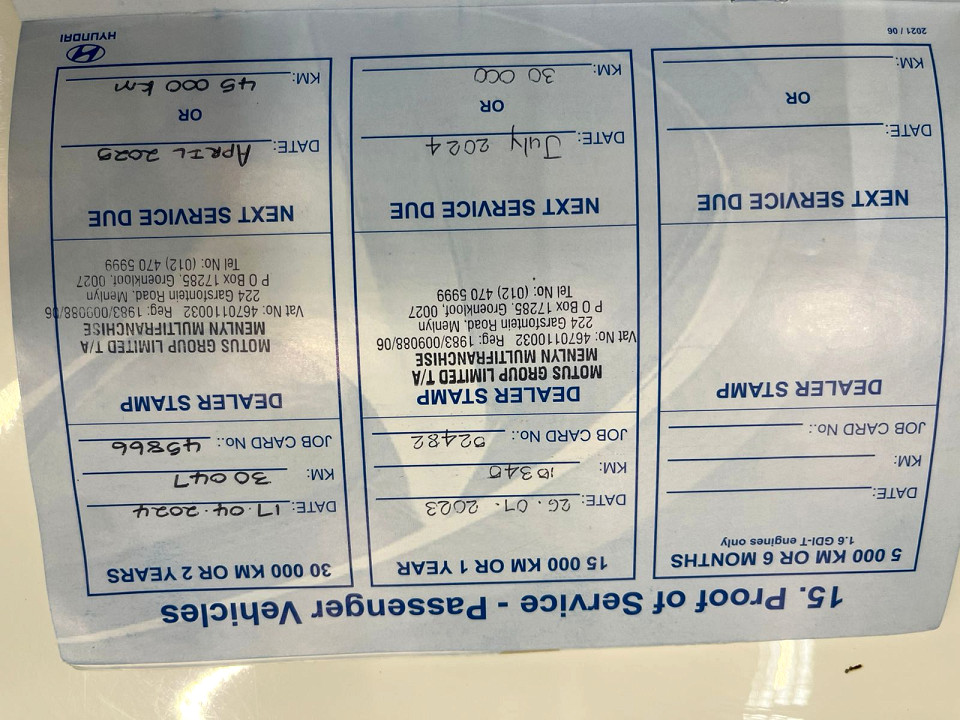 15. Proof of Service - Passenger Vehicles
5 000 KM OR 6 MONTHS
1.6 GDI-T engines only
DATE:
KM:
JOB CARD No.:
DEALER STAMP
NEXT SERVICE DUE
DATE:
OR
KM:
2021 / 06
15 000 KM OR 1 YEAR
DATE: 26.07.2023
KM:
JOB CARD No.: 52482
DEALER STAMP
MOTUS GROUP LIMITED T/A
MENLYN MULTIFRANCHISE
Vat No: 4670110032 Reg: 1983/009088/06
224 Garstontein Road, Menlyn
P O Box 17285, Groenkloof, 0027
Tel No: (012) 470 5999
NEXT SERVICE DUE
DATE: July 2024
OR
KM: 30 000
30 000 KM OR 2 YEARS
DATE: 17.04.2024
KM: 30 047
JOB CARD No.: 45866
DEALER STAMP
MOTUS GROUP LIMITED T/A
MENLYN MULTIFRANCHISE
Vat No: 4670110032 Reg: 1983/009088/06
224 Garstontein Road, Menlyn
P O Box 17285, Groenkloof, 0027
Tel No: (012) 470 5999
NEXT SERVICE DUE
DATE: APRIL 2025
OR
KM: 45 000 km
HYUNDAI